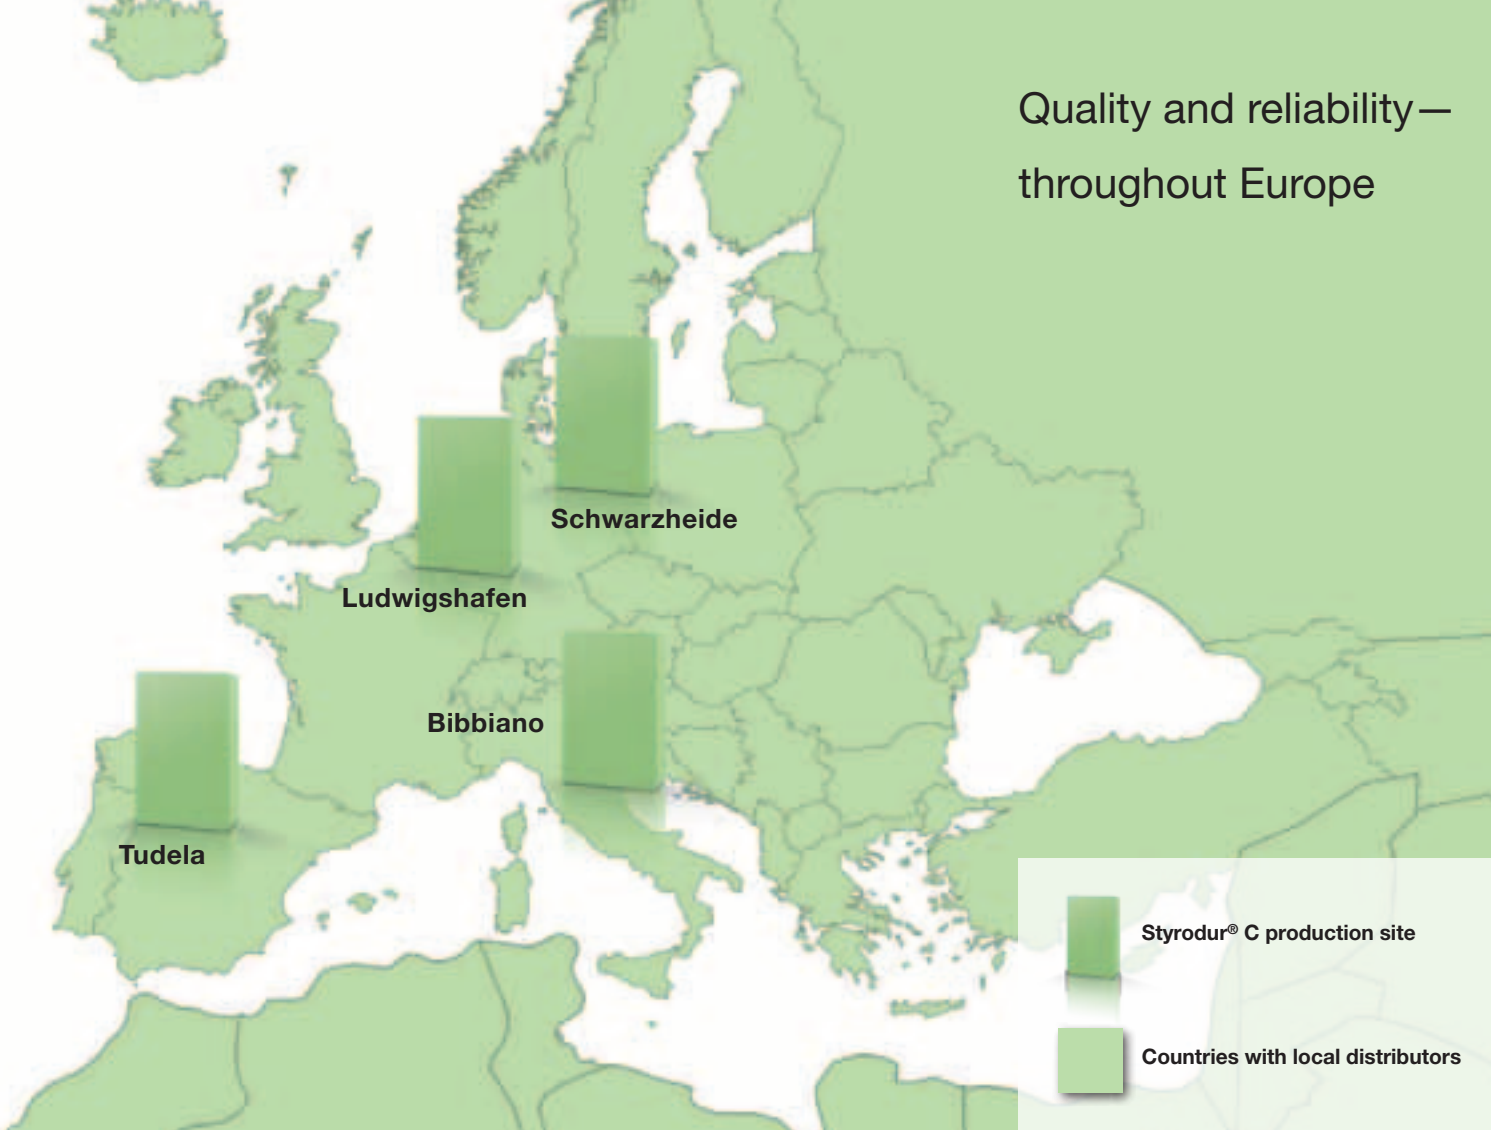 Quality and reliability—
throughout Europe
Schwarzheide
Ludwigshafen
Bibbiano
Tudela
Styrodur® C production site
Countries with local distributors